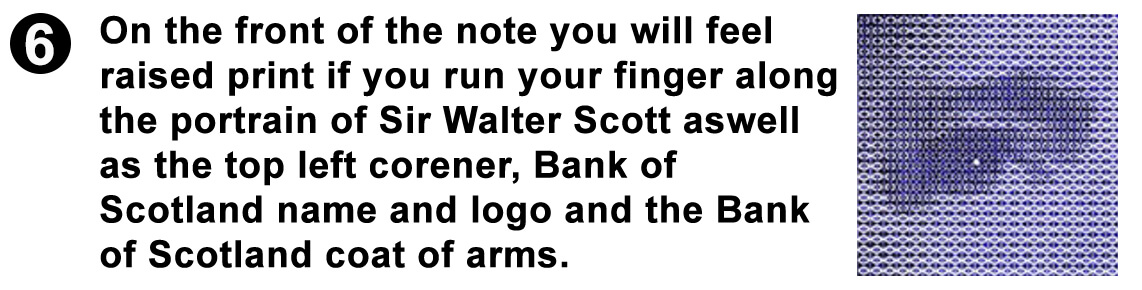 6 On the front of the note you will feel
raised print if you run your finger along
the portrain of Sir Walter Scott aswell
as the top left corener, Bank of
Scotland name and logo and the Bank
of Scotland coat of arms.